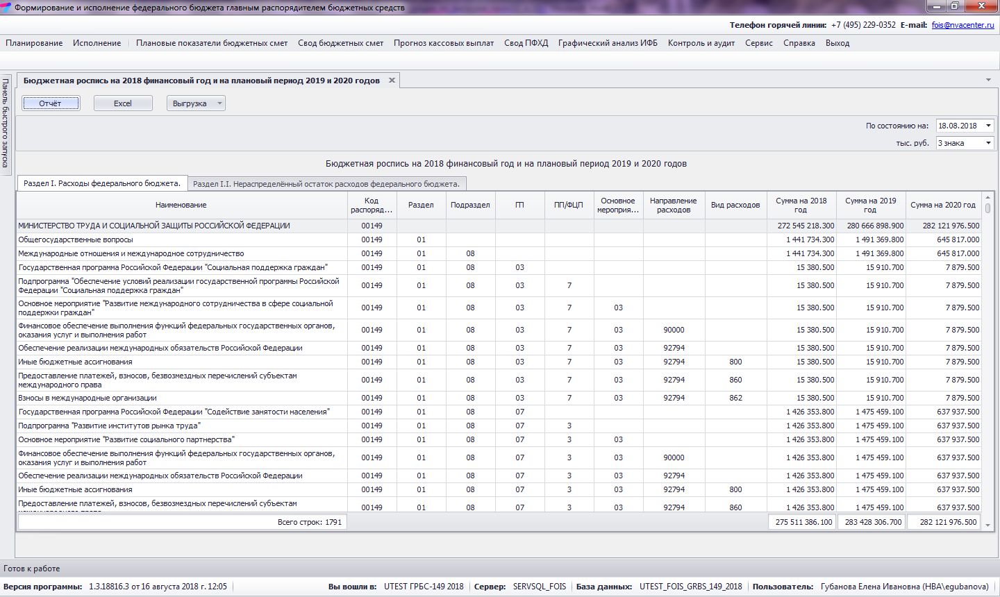 Формирование и исполнение федерального бюджета главным распорядителем бюджетных средств
Телефон горячей линии: +7 (495) 229-0352 E-mail: fois@nvacenter.ru
Планирование Исполнение Плановые показатели бюджетных смет Свод бюджетных смет Прогноз кассовых выплат Свод ПФХД Графический анализ ИФБ Контроль и аудит Сервис Справка Выход
Панель быстрого запуска
Бюджетная роспись на 2018 финансовый год и на плановый период 2019 и 2020 годов
Отчёт Excel Выгрузка
По состоянию на: 18.08.2018
тыс. руб. 3 знака
Бюджетная роспись на 2018 финансовый год и на плановый период 2019 и 2020 годов
Раздел I. Расходы федерального бюджета. Раздел I.I. Нераспределённый остаток расходов федерального бюджета.
Наименование Код распоряд... Раздел Подраздел ГП ПП/ФЦП Основное меропри​я... Направление расходов Вид расходов Сумма на 2018 год Сумма на 2019 год Сумма на 2020 год
МИНИСТЕРСТВО ТРУДА И СОЦИАЛЬНОЙ ЗАЩИТЫ РОССИЙСКОЙ ФЕДЕРАЦИИ 00149 272 545 218.300 280 666 898.900 282 121 976.500
Общегосударственные вопросы 00149 01 1 441 734.300 1 491 369.800 645 817.000
Международные отношения и международное сотрудничество 00149 01 08 1 441 734.300 1 491 369.800 645 817.000
Государственная программа Российской Федерации "Социальная поддержка граждан" 00149 01 08 03 15 380.500 15 910.700 7 879.500
Подпрограмма "Обеспечение условий реализации государственной программы Российской
Федерации "Социальная поддержка граждан" 00149 01 08 03 7 15 380.500 15 910.700 7 879.500
Основное мероприятие "Развитие международного сотрудничества в сфере социальной
поддержки граждан" 00149 01 08 03 7 03 15 380.500 15 910.700 7 879.500
Финансовое обеспечение выполнения функций федеральных государственных органов,
оказания услуг и выполнения работ 00149 01 08 03 7 03 90000 15 380.500 15 910.700 7 879.500
Обеспечение реализации международных обязательств Российской Федерации 00149 01 08 03 7 03 92794 15 380.500 15 910.700 7 879.500
Иные бюджетные ассигнования 00149 01 08 03 7 03 92794 800 15 380.500 15 910.700 7 879.500
Предоставление платежей, взносов, безвозмездных перечислений субъектам
международного права 00149 01 08 03 7 03 92794 860 15 380.500 15 910.700 7 879.500
Взносы в международные организации 00149 01 08 03 7 03 92794 862 15 380.500 15 910.700 7 879.500
Государственная программа Российской Федерации "Содействие занятости населения" 00149 01 08 07 1 426 353.800 1 475 459.100 637 937.500
Подпрограмма "Развитие институтов рынка труда" 00149 01 08 07 3 1 426 353.800 1 475 459.100 637 937.500
Основное мероприятие "Развитие социального партнерства" 00149 01 08 07 3 03 1 426 353.800 1 475 459.100 637 937.500
Финансовое обеспечение выполнения функций федеральных государственных органов,
оказания услуг и выполнения работ 00149 01 08 07 3 03 90000 1 426 353.800 1 475 459.100 637 937.500
Обеспечение реализации международных обязательств Российской Федерации 00149 01 08 07 3 03 92794 1 426 353.800 1 475 459.100 637 937.500
Иные бюджетные ассигнования 00149 01 08 07 3 03 92794 800 1 426 353.800 1 475 459.100 637 937.500
Предоставление платежей, взносов, безвозмездных перечислений субъектам 00149 01 08 07 3 03 92794 860 1 426 353.800 1 475 459.100 637 937.500
Всего строк: 1791 275 511 386.100 283 428 306.700 282 121 976.500
Готов к работе
Версия программы: 1.3.18816.3 от 16 августа 2018 г. 12:05 Вы вошли в: UTEST ГРБС-149 2018 Сервер: SERVSQL_FOIS База данных: UTEST_FOIS_GRBS_149_2018 Пользователь: Губанова Елена Ивановна (HBA\egubanova)